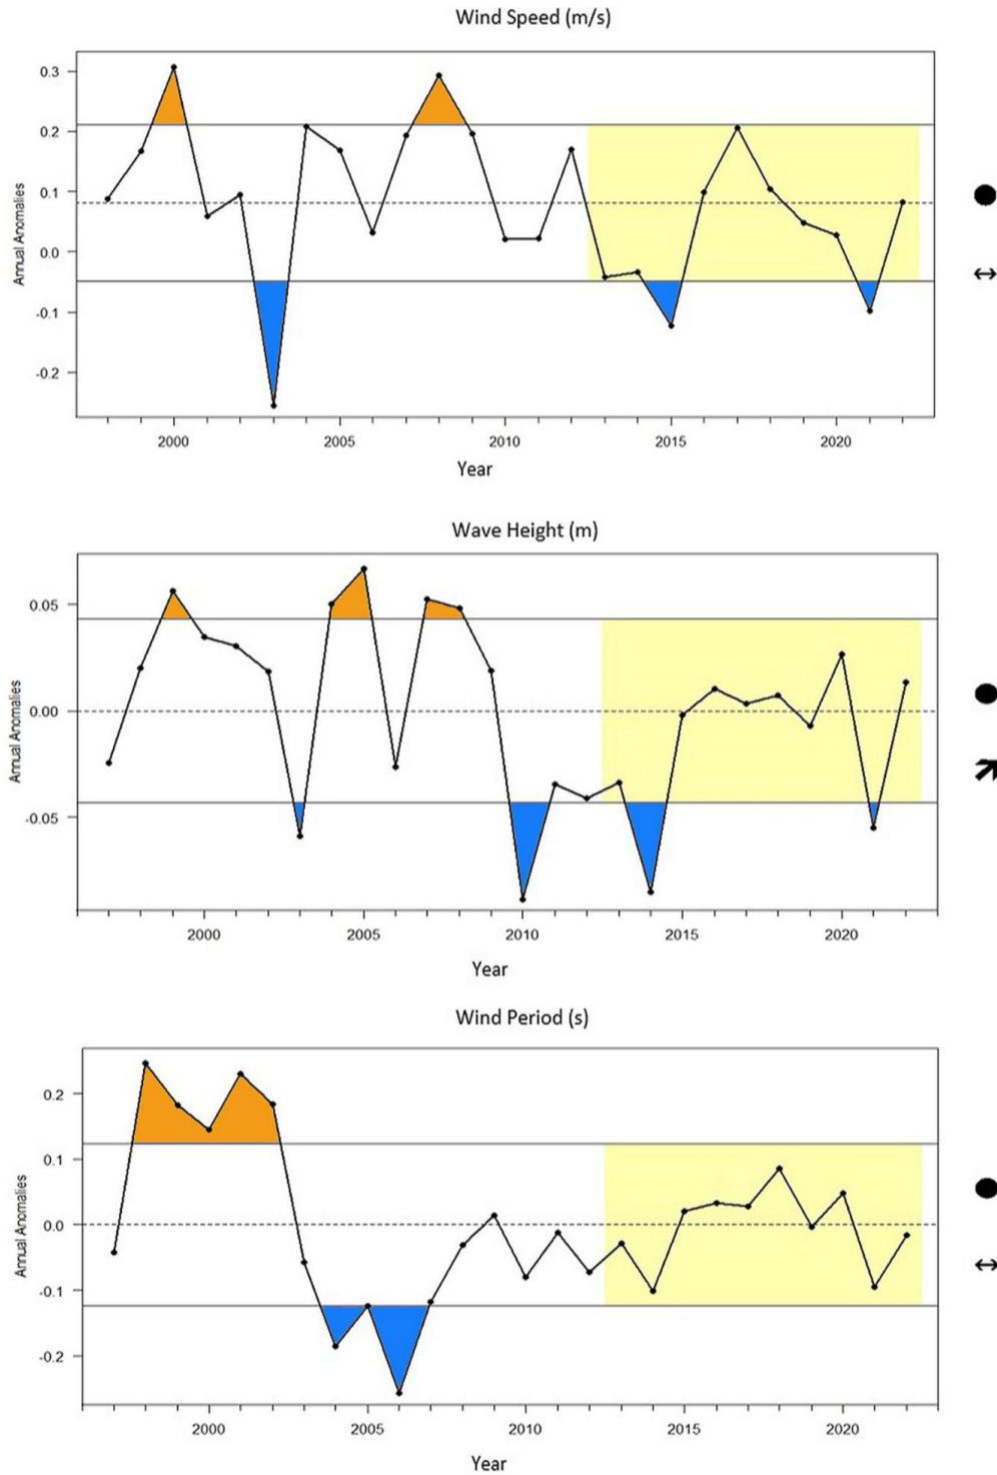 Wind Speed (m/s)
0.3
0.2
0.1
0.0
-0.1
-0.2
Annual Anomalies
2000 2005 2010 2015 2020
Year
Wave Height (m)
0.05
0.00
-0.05
Annual Anomalies
2000 2005 2010 2015 2020
Year
Wind Period (s)
0.2
0.1
0.0
-0.1
-0.2
Annual Anomalies
2000 2005 2010 2015 2020
Year